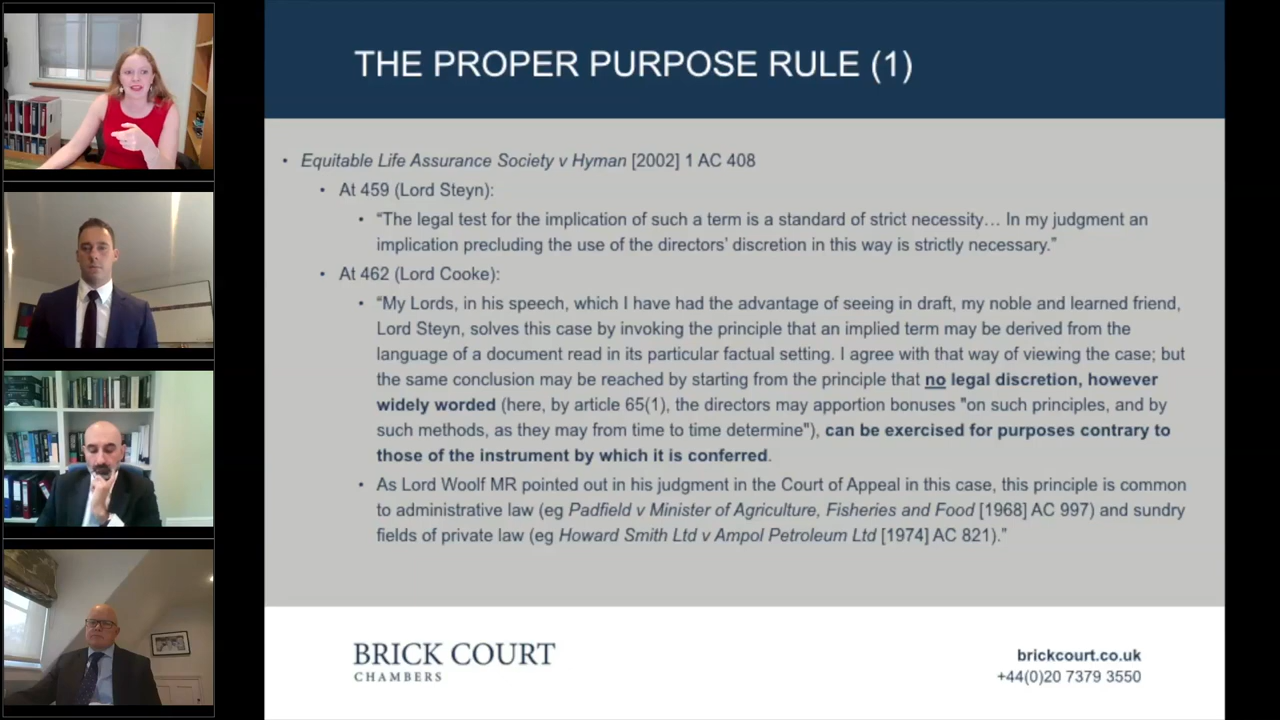 THE PROPER PURPOSE RULE (1)
• Equitable Life Assurance Society v Hyman [2002] 1 AC 408
• At 459 (Lord Steyn):
• “The legal test for the implication of such a term is a standard of strict necessity… In my judgment an
implication precluding the use of the directors’ discretion in this way is strictly necessary.”
• At 462 (Lord Cooke):
• “My Lords, in his speech, which I have had the advantage of seeing in draft, my noble and learned friend,
Lord Steyn, solves this case by invoking the principle that an implied term may be derived from the
language of a document read in its particular factual setting. I agree with that way of viewing the case; but
the same conclusion may be reached by starting from the principle that no legal discretion, however
widely worded (here, by article 65(1), the directors may apportion bonuses "on such principles, and by
such methods, as they may from time to time determine"), can be exercised for purposes contrary to
those of the instrument by which it is conferred.
• As Lord Woolf MR pointed out in his judgment in the Court of Appeal in this case, this principle is common
to administrative law (eg Padfield v Minister of Agriculture, Fisheries and Food [1968] AC 997) and sundry
fields of private law (eg Howard Smith Ltd v Ampol Petroleum Ltd [1974] AC 821).”
BRICK COURT
CHAMBERS
brickcourt.co.uk
+44(0)20 7379 3550